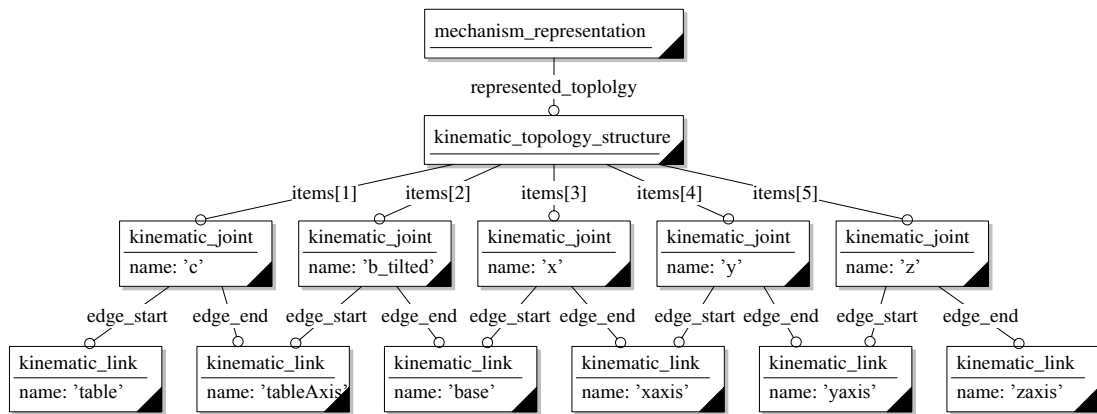 mechanism_representation
represented_toplolgy
kinematic_topology_structure
items[1] items[2] items[3] items[4] items[5]
kinematic_joint kinematic_joint kinematic_joint kinematic_joint kinematic_joint
name: ’c’ name: ’b_tilted’ name: ’x’ name: ’y’ name: ’z’
edge_start edge_end edge_start edge_end edge_start edge_end edge_start edge_end edge_start edge_end
kinematic_link kinematic_link kinematic_link kinematic_link kinematic_link kinematic_link
name: ’table’ name: ’tableAxis’ name: ’base’ name: ’xaxis’ name: ’yaxis’ name: ’zaxis’